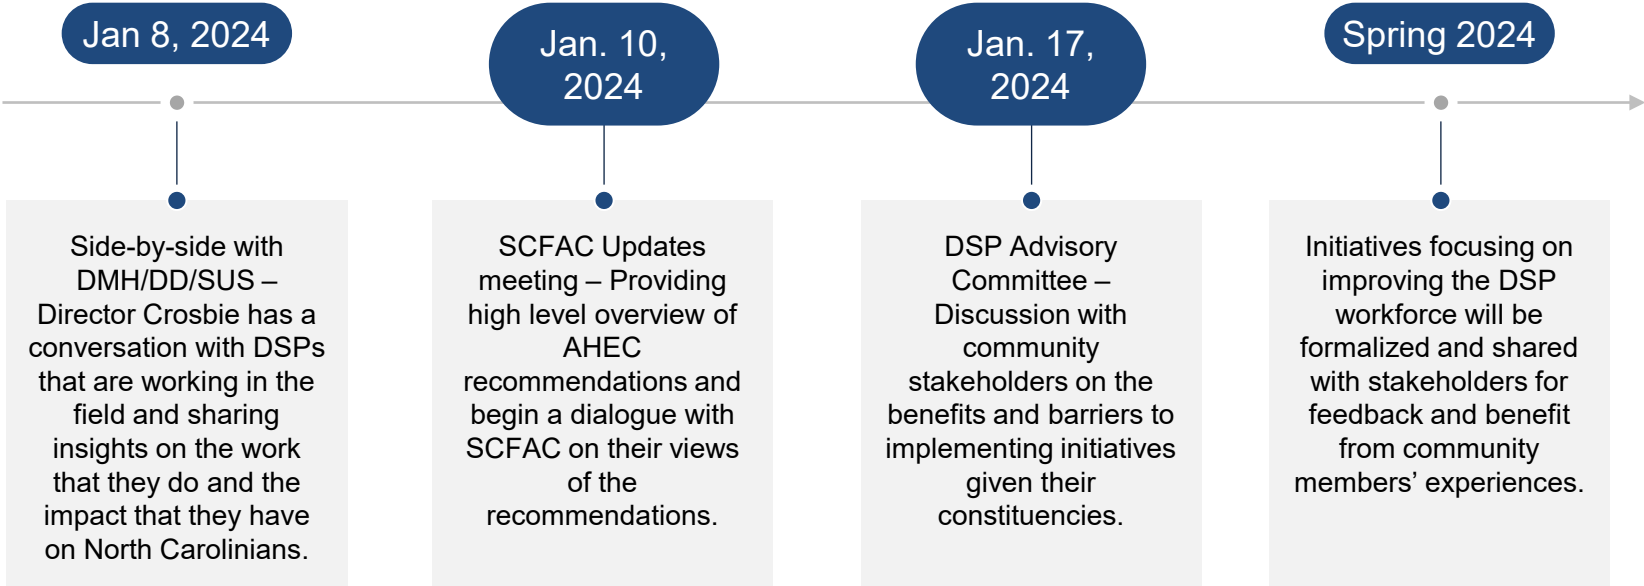 Jan 8, 2024
Side-by-side with
DMH/DD/SUS –
Director Crosbie has a
conversation with DSPs
that are working in the
field and sharing
insights on the work
that they do and the
impact that they have
on North Carolinians.
Jan. 10,
2024
SCFAC Updates
meeting – Providing
high level overview of
AHEC
recommendations and
begin a dialogue with
SCFAC on their views
of the
recommendations.
Jan. 17,
2024
DSP Advisory
Committee –
Discussion with
community
stakeholders on the
benefits and barriers to
implementing initiatives
given their
constituencies.
Spring 2024
Initiatives focusing on
improving the DSP
workforce will be
formalized and shared
with stakeholders for
feedback and benefit
from community
members’ experiences.